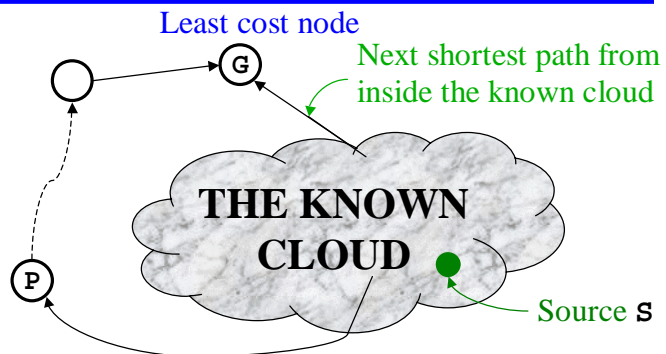 Least cost node
G
Next shortest path from
inside the known cloud
THE KNOWN
CLOUD
P
Source S